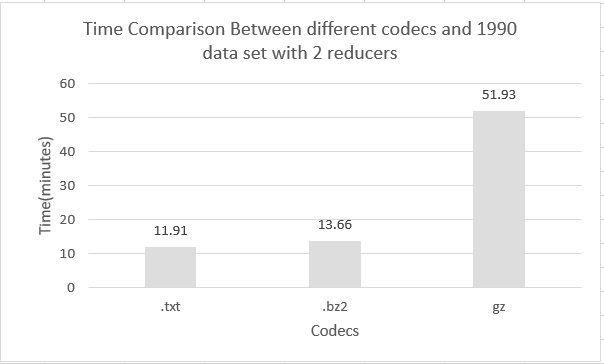 Time Comparison Between different codecs and 1990
data set with 2 reducers
60
50
40
30
20
10
0
Time(minutes)
11.91
13.66
51.93
.txt
.bz2
gz
Codecs